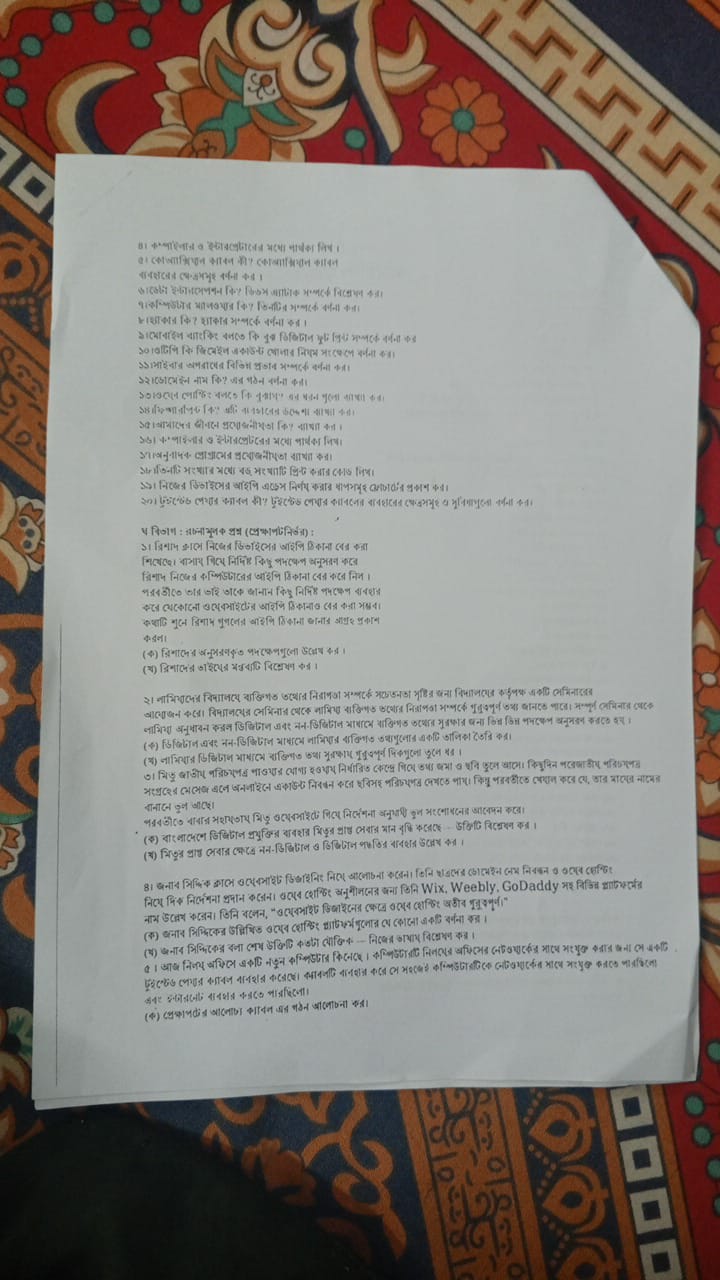 ৪। কম্পাইলার ও ইন্টারপ্রেটারের মধ্যে পার্থক্য লিখ ।
৫। কোঅ্যাক্সিয়াল ক্যাবল কী? কোঅ্যাক্সিয়াল ক্যাবল
ব্যবহারের ক্ষেত্রসমূহ বর্ণনা কর ।
৬।ডেটা ইন্টারসেপশন কি? ডিডস অ্যাটাক সম্পর্কে বিশ্লেষণ কর।
৭।কম্পিউটার ম্যালওয়্যার কি? তিনটির সম্পর্কে বর্ণনা কর।
৮।হ্যাকার কি? হ্যাকার সম্পর্কে বর্ণনা কর ।
৯।মোবাইল ব্যাংকিং বলতে কি বুঝ ডিজিটাল ফুট প্রিন্ট সম্পর্কে বর্ণনা কর
১০।ওটিপি কি জিমেইল একাউন্ট খোলার নিয়ম সংক্ষেপে বর্ণনা কর।
১১।সাইবার অপরাধের বিভিন্ন প্রভাব সম্পর্কে বর্ণনা কর।
১২।ডোমেইন নাম কি? এর গঠন বর্ণনা কর।
১৩।ওয়েব হোস্টিং বলতে কি বুঝায়? এর ধরন গুলো ব্যাখ্যা কর।
১৪।ফিঙ্গারপ্রিন্ট কি? এটি ব্যবহারের উদ্দেশ্য ব্যাখ্যা কর।
১৫।আমাদের জীবনে প্রয়োজনীয়তা কি? ব্যাখ্যা কর ।
১৬। কম্পাইলার ও ইন্টারপ্রেটরের মধ্যে পার্থক্য লিখ।
১৭।অনুবাদক প্রোগ্রামের প্রয়োজনীয়তা ব্যাখ্যা কর।
১৮।তিনটি সংখ্যার মধ্যে বড় সংখ্যাটি প্রিন্ট করার কোড লিখ।
১৯। নিজের ডিভাইসের আইপি এড্রেস নির্ণয় করার ধাপসমূহ ফ্লোচার্টের প্রকাশ কর।
২০। টুইস্টেড পেয়ার ক্যাবল কী? টুইস্টেড পেয়ার ক্যাবলের ব্যবহারের ক্ষেত্রসমূহ ও সুবিধাগুলো বর্ণনা কর।
ঘ বিভাগ : রচনামূলক প্রশ্ন (প্রেক্ষাপটনির্ভর) :
১। রিশাদ ক্লাসে নিজের ডিভাইসের আইপি ঠিকানা বের করা
শিখেছে। বাসায় গিয়ে নির্দিষ্ট কিছু পদক্ষেপ অনুসরণ করে
রিশাদ নিজের কম্পিউটারের আইপি ঠিকানা বের করে নিল ।
পরবর্তীতে তার ভাই তাকে জানান কিছু নির্দিষ্ট পদক্ষেপ ব্যবহার
করে যেকোনো ওয়েবসাইটের আইপি ঠিকানাও বের করা সম্ভব।
কথাটি শুনে রিশাদ গুগলের আইপি ঠিকানা জানার আগ্রহ প্রকাশ
করল।
(ক) রিশাদের অনুসরণকৃত পদক্ষেপগুলো উল্লেখ কর ।
(খ) রিশাদের ভাইয়ের মন্তব্যটি বিশ্লেষণ কর ।
২। লামিয়াদের বিদ্যালয়ে ব্যক্তিগত তথ্যের নিরাপত্তা সম্পর্কে সচেতনতা সৃষ্টির জন্য বিদ্যালয়ের কর্তৃপক্ষ একটি সেমিনারের
আয়োজন করে। বিদ্যালয়ের সেমিনার থেকে লামিয়া ব্যক্তিগত তথ্যের নিরাপত্তা সম্পর্কে গুরুত্বপূর্ণ তথ্য জানতে পারে। সম্পূর্ণ সেমিনার থেকে
লামিয়া অনুধাবন করল ডিজিটাল এবং নন-ডিজিটাল মাধ্যমে ব্যক্তিগত তথ্যের সুরক্ষার জন্য ভিন্ন ভিন্ন পদক্ষেপ অনুসরণ করতে হয় ।
(ক) ডিজিটাল এবং নন-ডিজিটাল মাধ্যমে লামিয়ার ব্যক্তিগত তথ্যগুলোর একটি তালিকা তৈরি কর।
(খ) লামিয়ার ডিজিটাল মাধ্যমে ব্যক্তিগত তথ্য সুরক্ষায় গুরুত্বপূর্ণ দিকগুলো তুলে ধর ।
৩। মিতু জাতীয় পরিচয়পত্র পাওয়ার যোগ্য হওয়ায় নির্ধারিত কেন্দ্রে গিয়ে তথ্য জমা ও ছবি তুলে আসে। কিছুদিন পরেজাতীয় পরিচয়পত্র
সংগ্রহের মেসেজ এলে অনলাইনে একাউন্ট নিবন্ধন করে ছবিসহ পরিচয়পত্র দেখতে পায়। কিন্তু পরবর্তীতে খেয়াল করে যে, তার মায়ের নামের
বানানে ভুল আছে।
পরবর্তীতে বাবার সহায়তায় মিতু ওয়েবসাইটে গিয়ে নির্দেশনা অনুযায়ী ভুল সংশোধনের আবেদন করে।
(ক) বাংলাদেশে ডিজিটাল প্রযুক্তির ব্যবহার মিতুর প্রাপ্ত সেবার মান বৃদ্ধি করেছে – উক্তিটি বিশ্লেষণ কর ।
(খ) মিতুর প্রাপ্ত সেবার ক্ষেত্রে নন-ডিজিটাল ও ডিজিটাল পদ্ধতির ব্যবহার উল্লেখ কর ।
৪। জনাব সিদ্দিক ক্লাসে ওয়েবসাইট ডিজাইনিং নিয়ে আলোচনা করেন। তিনি ছাত্রদের ডোমেইন নেম নিবন্ধন ও ওয়েব হোস্টিং
নিয়ে দিক নির্দেশনা প্রদান করেন। ওয়েব হোস্টিং অনুশীলনের জন্য তিনি Wix, Weebly, GoDaddy সহ বিভিন্ন প্ল্যাটফর্মের
নাম উল্লেখ করেন। তিনি বলেন, “ওয়েবসাইট ডিজাইনের ক্ষেত্রে ওয়েব হোস্টিং অতীব গুরুত্বপূর্ণ।”
(ক) জনাব সিদ্দিকের উল্লিখিত ওয়েব হোস্টিং প্ল্যাটফর্মগুলোর যে কোনো একটি বর্ণনা কর ।
(খ) জনাব সিদ্দিকের বলা শেষ উক্তিটি কতটা যৌক্তিক – নিজের ভাষায় বিশ্লেষণ কর ।
৫ । আজ নিলয় অফিসে একটি নতুন কম্পিউটার কিনেছে । কম্পিউটারটি নিলয়ের অফিসের নেটওয়ার্কের সাথে সংযুক্ত করার জন্য সে একটি
টুইস্টেড পেয়ার ক্যাবল ব্যবহার করেছে। ক্যাবলটি ব্যবহার করে সে সহজেই কম্পিউটারটিকে নেটওয়ার্কের সাথে সংযুক্ত করতে পারছিলো
এবং ইন্টারনেট ব্যবহার করতে পারছিলো।
(ক) প্রেক্ষাপটের আলোচ্য ক্যাবল এর গঠন আলোচনা কর।